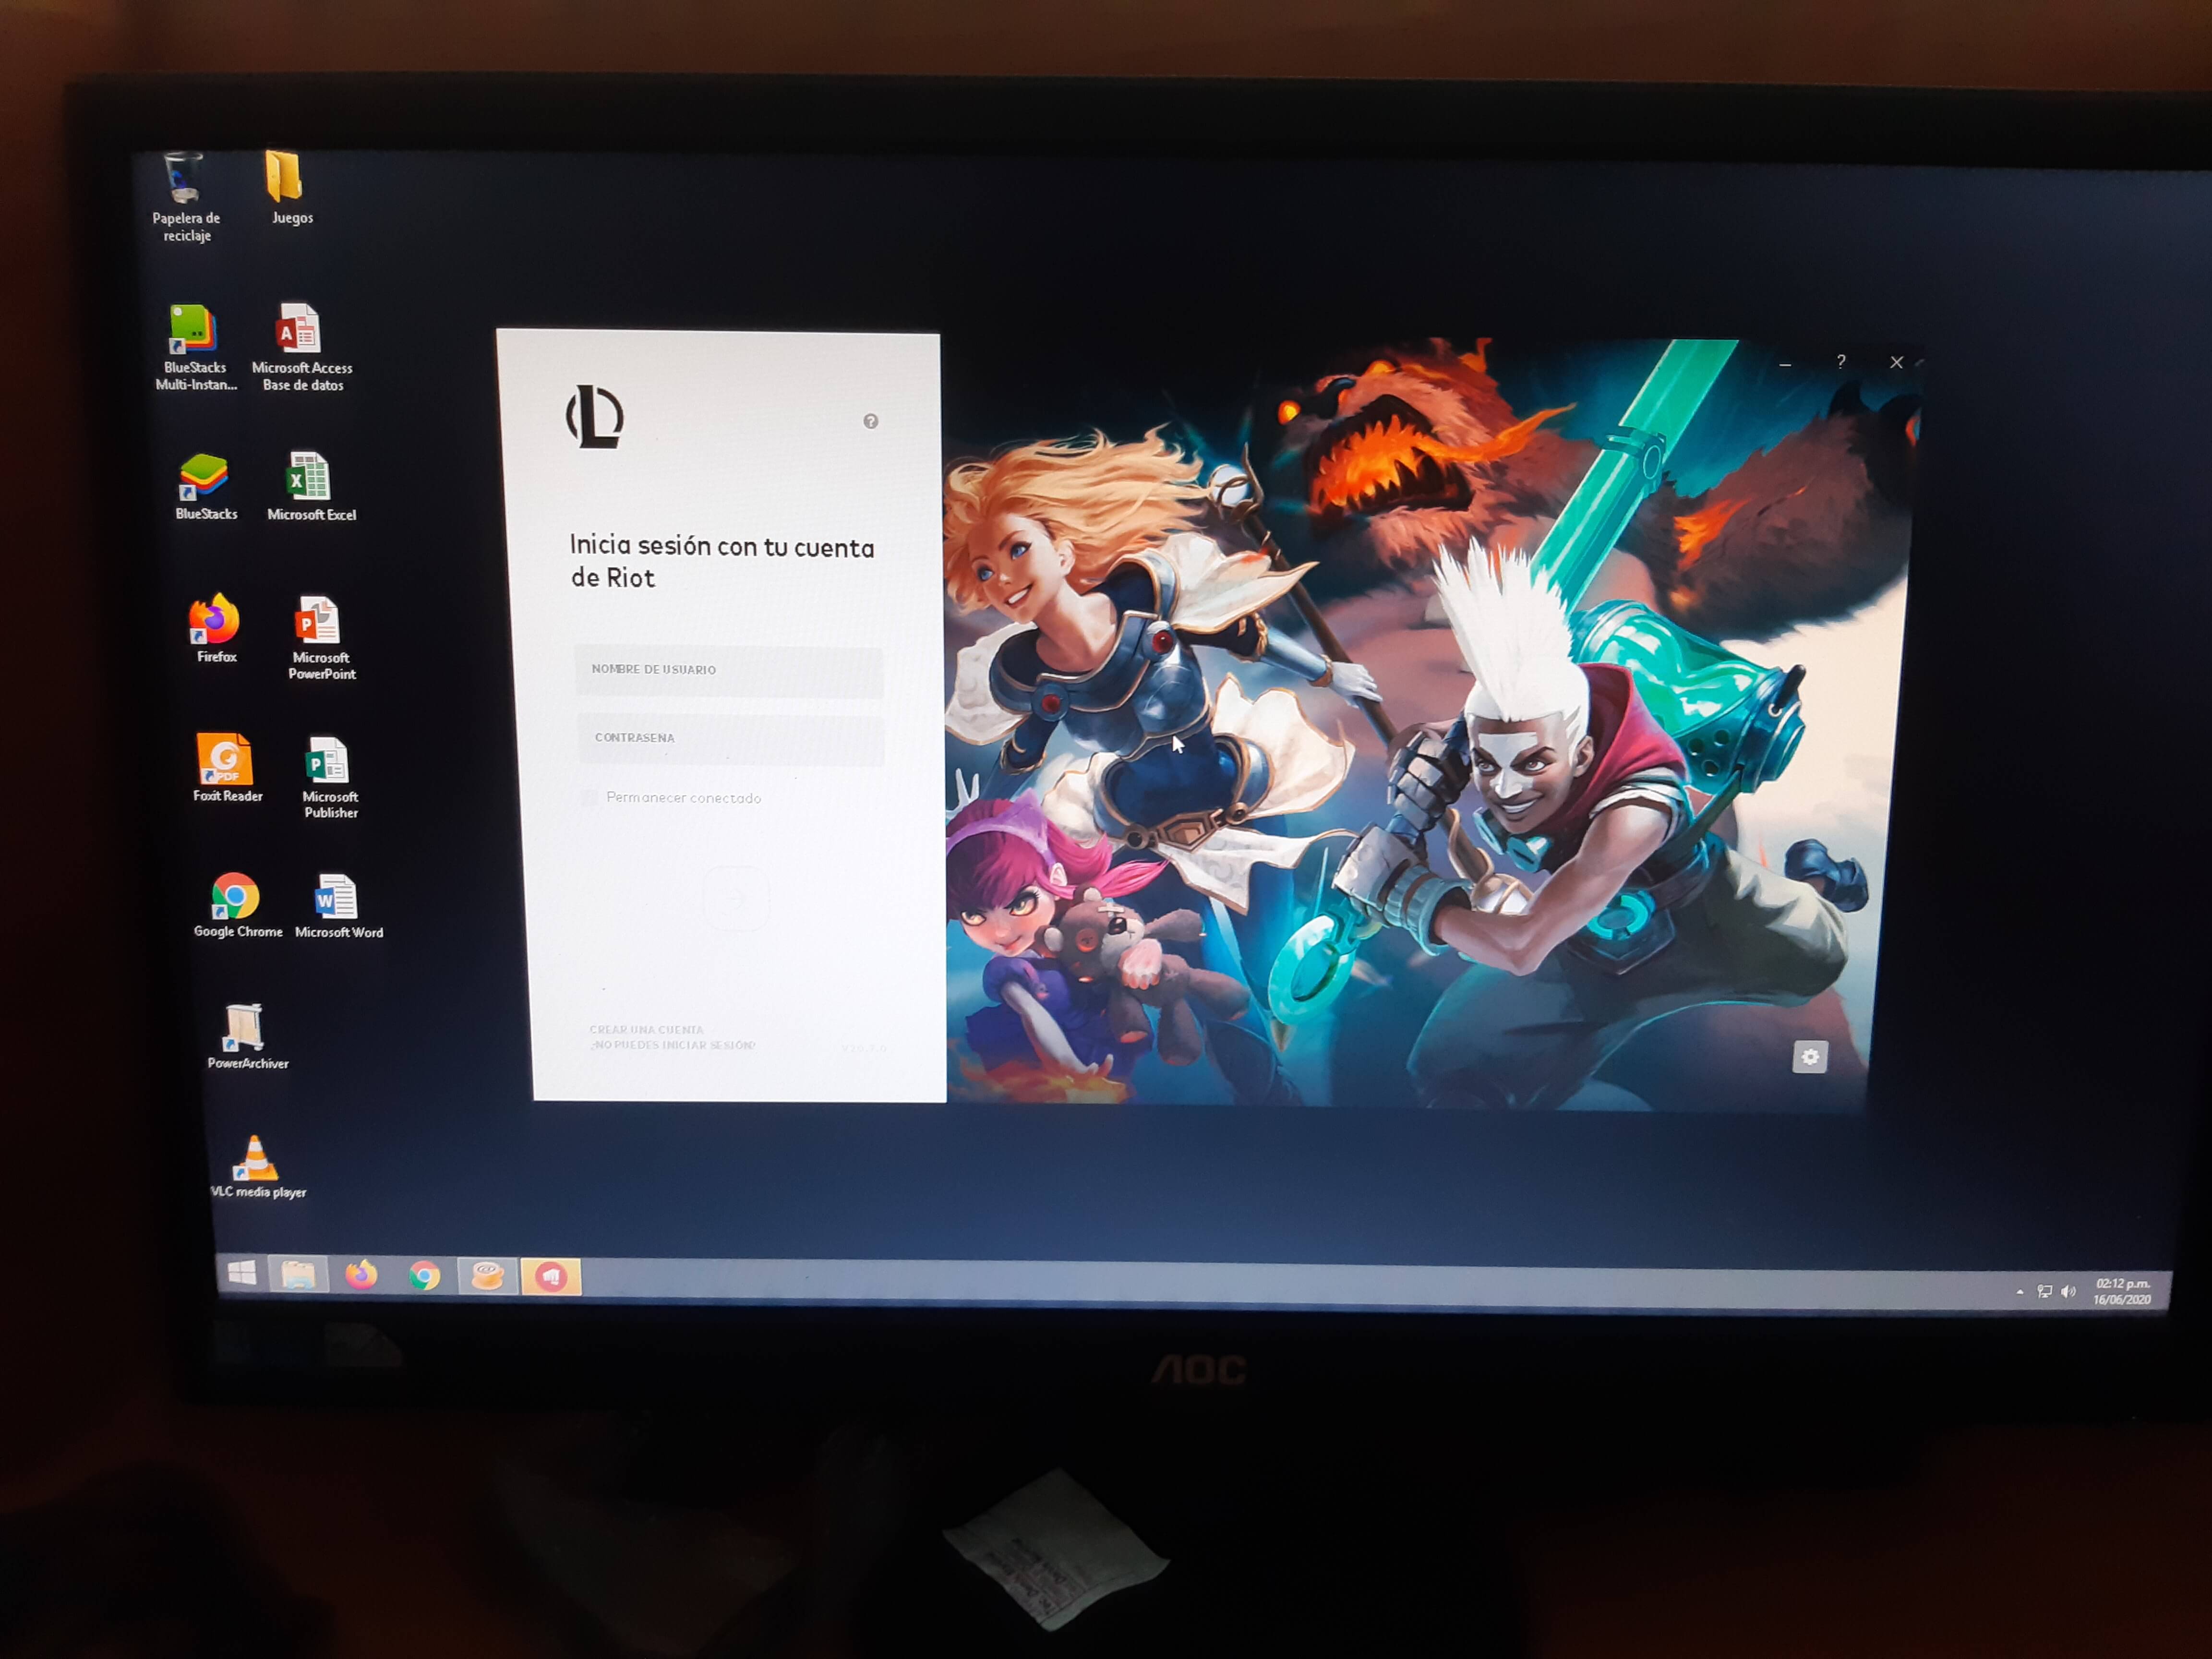 Papelera de
reciclaje
Juegos
BlueStacks
Multi-Instan...
Microsoft Access
Base de datos
BlueStacks
Microsoft Excel
Firefox
Microsoft
PowerPoint
PDF
Foxit Reader
Microsoft
Publisher
Google Chrome
Microsoft Word
PowerArchiver
VLC media player
?
Inicia sesión con tu cuenta
de Riot
NOMBRE DE USUARIO
CONTRASEÑA
Permanecer conectado
CREAR UNA CUENTA
¿NO PUEDES INICIAR SESIÓN?
?
02:12 p.m.
16/06/2020
AOC